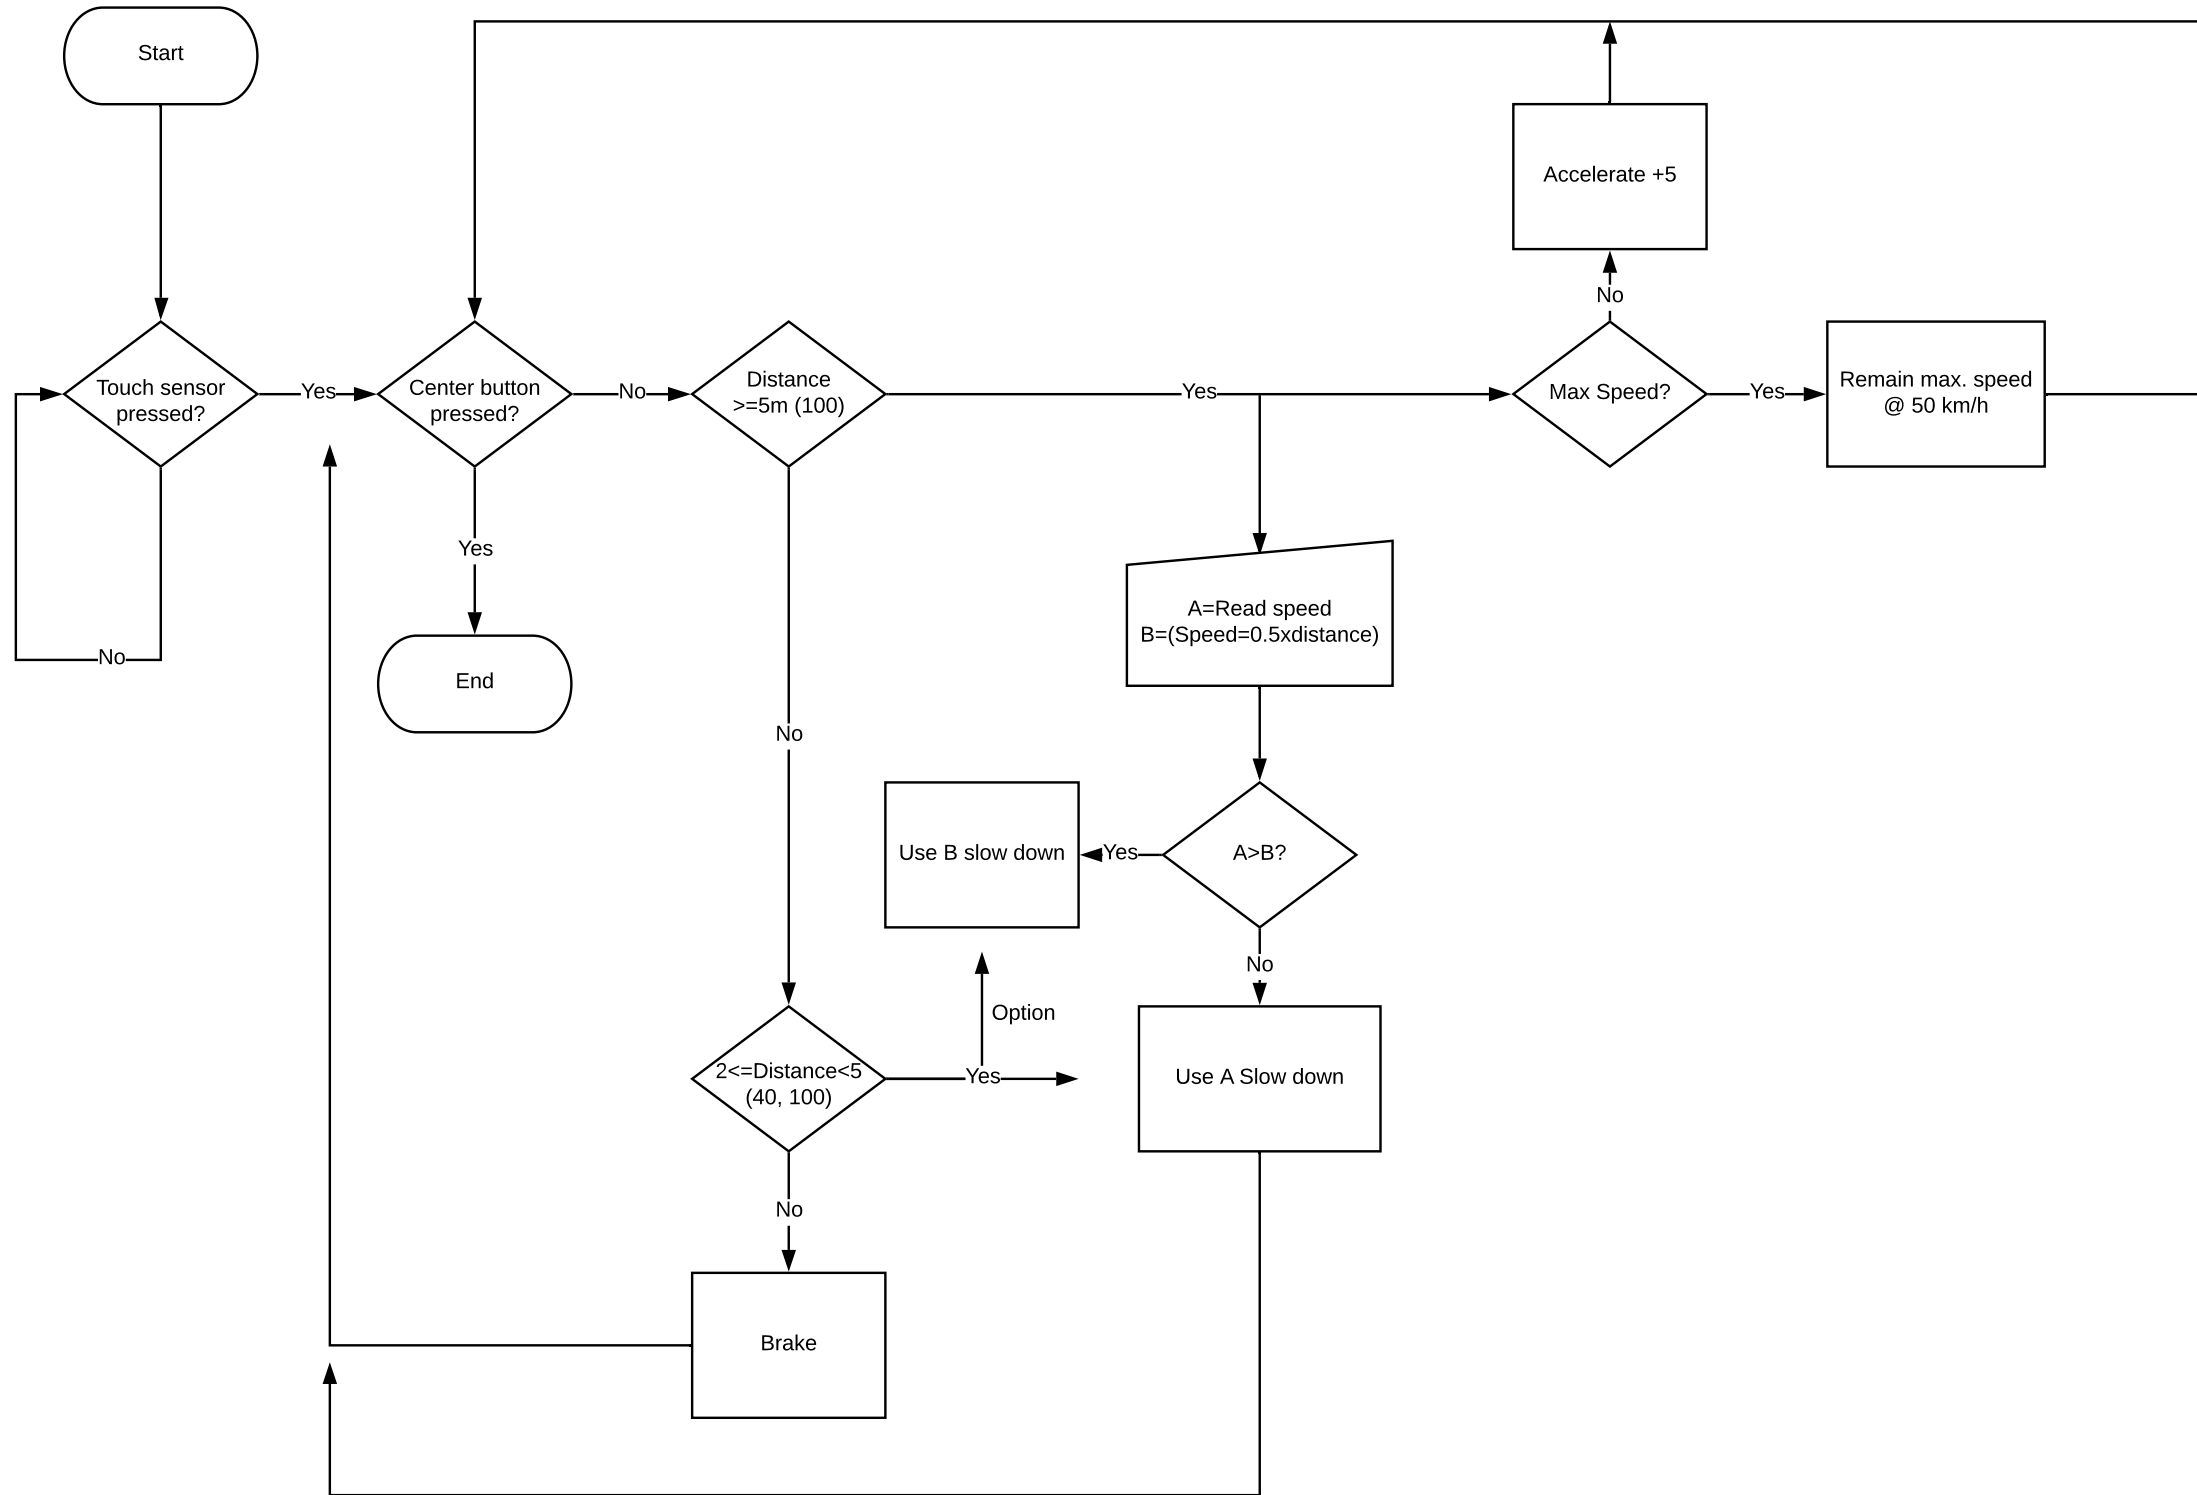 Start
Accelerate +5
No
Touch sensor
pressed?
Yes
Center button
pressed?
No
Distance
>=5m (100)
Yes
Max Speed?
Yes
Remain max. speed
@ 50 km/h
Yes
No
End
No
A=Read speed
B=(Speed=0.5xdistance)
Use B slow down
Yes
A>B?
No
Option
2<=Distance<5
(40, 100)
Yes
Use A Slow down
No
Brake